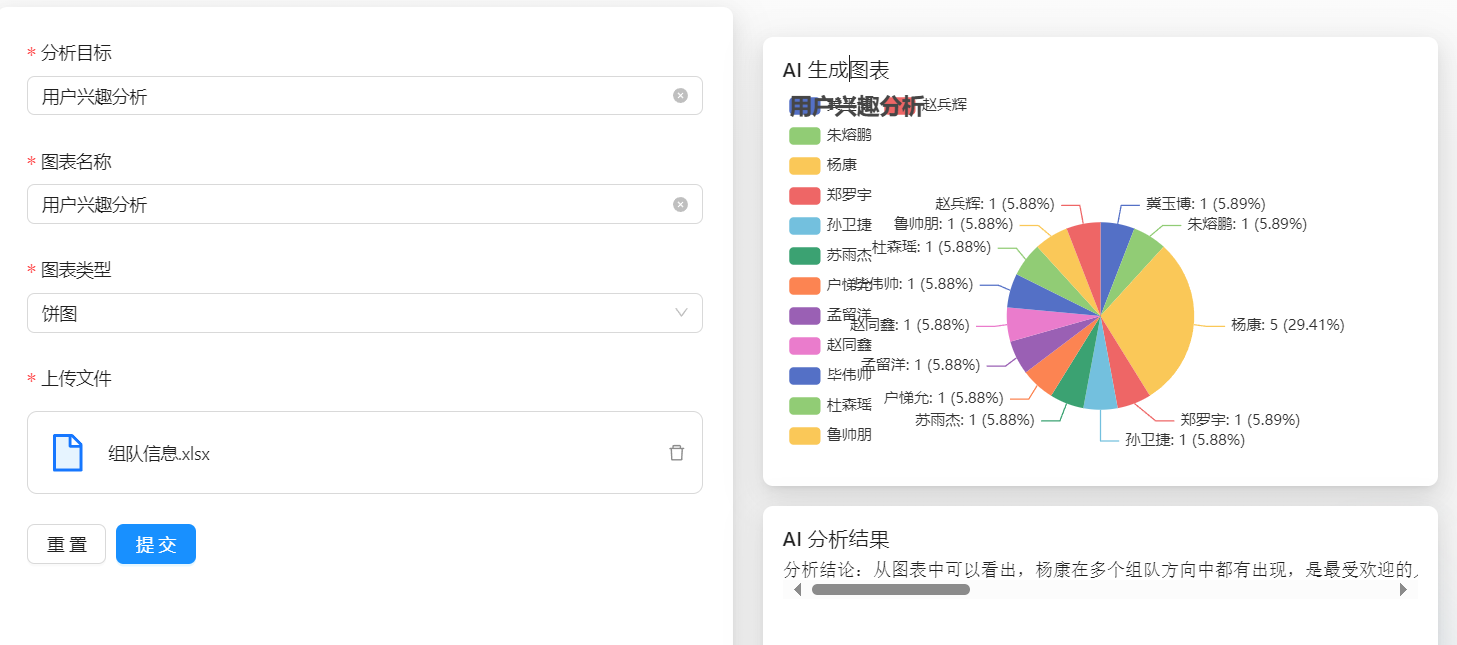 * 分析目标
用户兴趣分析
* 图表名称
用户兴趣分析
* 图表类型
饼图
* 上传文件
组队信息.xlsx
重 置
提 交
AI 生成图表
用户兴趣分析
赵兵辉
朱熔鹏
杨康
郑罗宇
孙卫捷
苏雨杰
户悌允
孟留洋
赵同鑫
毕伟帅
杜森瑶
鲁帅朋
赵兵辉: 1 (5.88%)
冀玉博: 1 (5.89%)
鲁帅朋: 1 (5.88%)
朱熔鹏: 1 (5.89%)
杜森瑶: 1 (5.88%)
毕伟帅: 1 (5.88%)
赵同鑫: 1 (5.88%)
杨康: 5 (29.41%)
孟留洋: 1 (5.88%)
户悌允: 1 (5.88%)
苏雨杰: 1 (5.88%)
郑罗宇: 1 (5.89%)
孙卫捷: 1 (5.88%)
AI 分析结果
分析结论：从图表中可以看出，杨康在多个组队方向中都有出现，是最受欢迎的